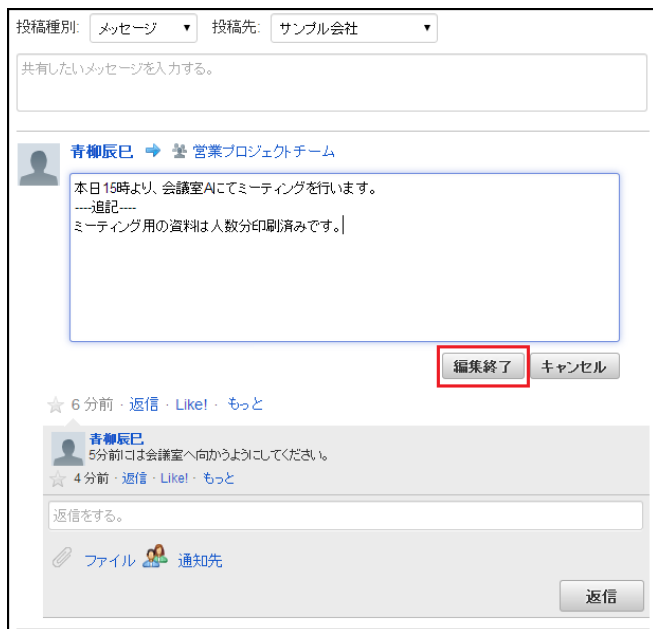 投稿種別: メッセージ 投稿先: サンプル会社
共有したいメッセージを入力する。
青柳辰巳 営業プロジェクトチーム
本日15時より、会議室AIにてミーティングを行います。
----追記----
ミーティング用の資料は人数分印刷済みです。
編集終了 キャンセル
6分前 · 返信 · Like! · もっと
青柳辰巳
5分前には会議室へ向かうようにしてください。
4分前 · 返信 · Like! · もっと
返信をする。
ファイル 通知先
返信